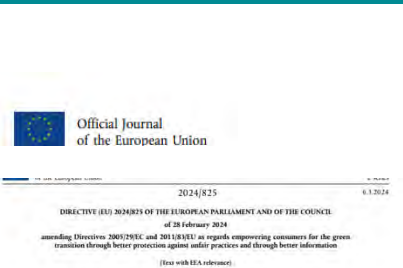 Official Journal
of the European Union
2024/825
6.3.2024
DIRECTIVE (EU) 2024/825 OF THE EUROPEAN PARLIAMENT AND OF THE COUNCIL
of 28 February 2024
amending Directives 2005/29/EC and 2011/83/EU as regards empowering consumers for the green
transition through better protection against unfair practices and through better information
(Text with EEA relevance)